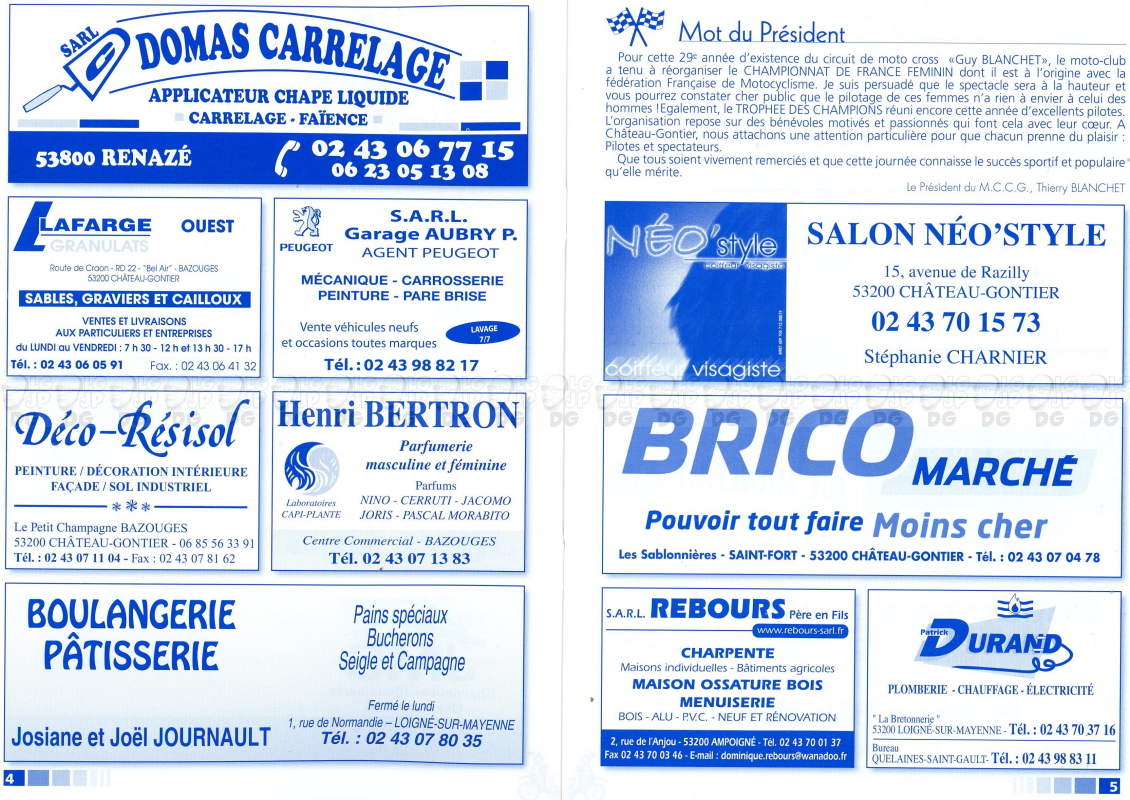 SARL
DOMAS CARRELAGE
APPLICATEUR CHAPE LIQUIDE
CARRELAGE - FAÏENCE
53800 RENAZÉ
02 43 06 77 15
06 23 05 13 08
LAFARGE
GRANULATS
OUEST
Route de Craon - RD 22 - "Bel Air" - BAZOUGES
53200 CHÂTEAU-GONTIER
SABLES, GRAVIERS ET CAILLOUX
VENTES ET LIVRAISONS
AUX PARTICULIERS ET ENTREPRISES
du LUNDI au VENDREDI : 7 h 30 - 12 h et 13 h 30 - 17 h
Tél. : 02 43 06 05 91 Fax. : 02 43 06 41 32
PEUGEOT
S.A.R.L.
Garage AUBRY P.
AGENT PEUGEOT
MÉCANIQUE - CARROSSERIE
PEINTURE - PARE BRISE
Vente véhicules neufs
et occasions toutes marques
LAVAGE
7/7
Tél. : 02 43 98 82 17
Déco-Résisol
PEINTURE / DÉCORATION INTÉRIEURE
FAÇADE / SOL INDUSTRIEL
Le Petit Champagne BAZOUGES
53200 CHÂTEAU-GONTIER - 06 85 56 33 91
Tél. : 02 43 07 11 04 - Fax : 02 43 07 81 62
Henri BERTRON
Parfumerie
masculine et féminine
Parfums
NINO - CERRUTI - JACOMO
JORIS - PASCAL MORABITO
Laboratoires
CAPI-PLANTE
Centre Commercial - BAZOUGES
Tél. 02 43 07 13 83
BOULANGERIE
PÂTISSERIE
Pains spéciaux
Bucherons
Seigle et Campagne
Fermé le lundi
1, rue de Normandie – LOIGNÉ-SUR-MAYENNE
Tél. : 02 43 07 80 35
Josiane et Joël JOURNAULT
4
Mot du Président
Pour cette 29e année d'existence du circuit de moto cross «Guy BLANCHET», le moto-club
a tenu à réorganiser le CHAMPIONNAT DE FRANCE FEMININ dont il est à l'origine avec la
fédération Française de Motocyclisme. Je suis persuadé que le spectacle sera à la hauteur et
vous pourrez constater cher public que le pilotage de ces femmes n'a rien à envier à celui des
hommes !Egalement, le TROPHEE DES CHAMPIONS réuni encore cette année d'excellents pilotes.
L'organisation repose sur des bénévoles motivés et passionnés qui font cela avec leur cœur. A
Château-Gontier, nous attachons une attention particulière pour que chacun prenne du plaisir :
Pilotes et spectateurs.
Que tous soient vivement remerciés et que cette journée connaisse le succès sportif et populaire
qu'elle mérite.
Le Président du M.C.C.G., Thierry BLANCHET
NÉO'style
coiffeur visagiste
coiffeur visagiste
SALON NÉO'STYLE
15, avenue de Razilly
53200 CHÂTEAU-GONTIER
02 43 70 15 73
Stéphanie CHARNIER
BRICO
MARCHÉ
Pouvoir tout faire Moins cher
Les Sablonnières - SAINT-FORT - 53200 CHÂTEAU-GONTIER - Tél. : 02 43 07 04 78
S.A.R.L. REBOURS Père en Fils
www.rebours-sarl.fr
CHARPENTE
Maisons individuelles - Bâtiments agricoles
MAISON OSSATURE BOIS
MENUISERIE
BOIS - ALU - P.V.C. - NEUF ET RÉNOVATION
2, rue de l'Anjou - 53200 AMPOIGNÉ - Tél. 02 43 70 01 37
Fax 02 43 70 03 46 - E-mail : dominique.rebours@wanadoo.fr
Patrick
DURAND
PLOMBERIE - CHAUFFAGE - ÉLECTRICITÉ
" La Bretonnerie "
53200 LOIGNÉ-SUR-MAYENNE - Tél. : 02 43 70 37 16
Bureau
QUELAINES-SAINT-GAULT- Tél. : 02 43 98 83 11
5